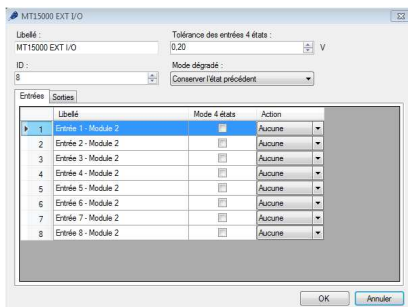 MT15000 EXT I/O
Libellé :
Tolérance des entrées 4 états :
MT15000 EXT I/O
0,20
V
ID :
Mode dégradé :
8
Conserver l'état précédent
Entrées
Sorties
Libellé
Mode 4 états
Action
1
Entrée 1 - Module 2
Aucune
2
Entrée 2 - Module 2
Aucune
3
Entrée 3 - Module 2
Aucune
4
Entrée 4 - Module 2
Aucune
5
Entrée 5 - Module 2
Aucune
6
Entrée 6 - Module 2
Aucune
7
Entrée 7 - Module 2
Aucune
8
Entrée 8 - Module 2
Aucune
OK
Annuler